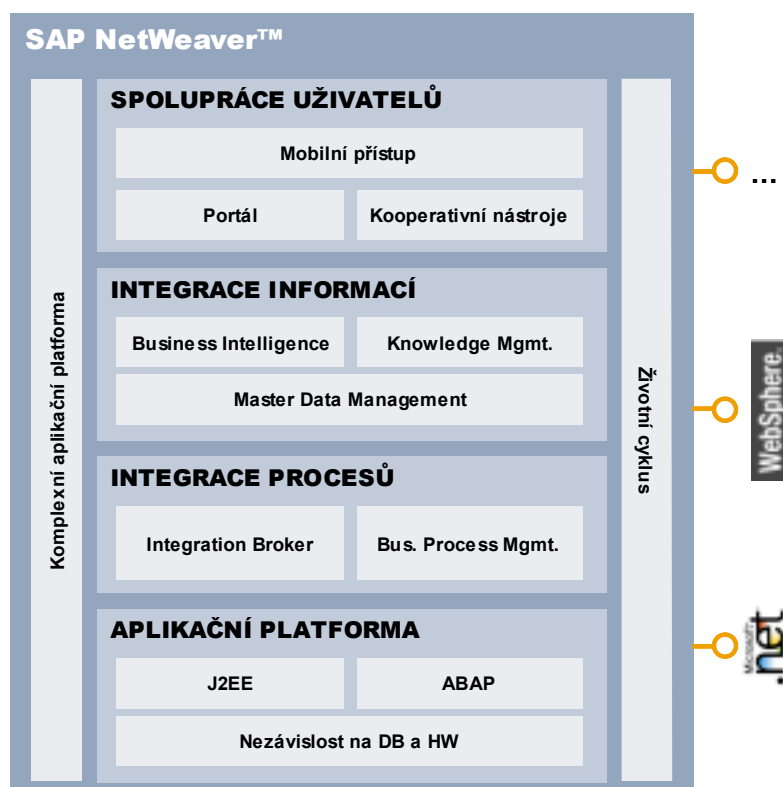 SAP NetWeaver™
Komplexní aplikační platforma
SPOLUPRÁCE UŽIVATELŮ
Mobilní přístup
Portál
Kooperativní nástroje
INTEGRACE INFORMACÍ
Business Intelligence
Knowledge Mgmt.
Master Data Management
INTEGRACE PROCESŮ
Integration Broker
Bus. Process Mgmt.
APLIKAČNÍ PLATFORMA
J2EE
ABAP
Nezávislost na DB a HW
Životní cyklus
...
WebSphere.
Microsoft
.net